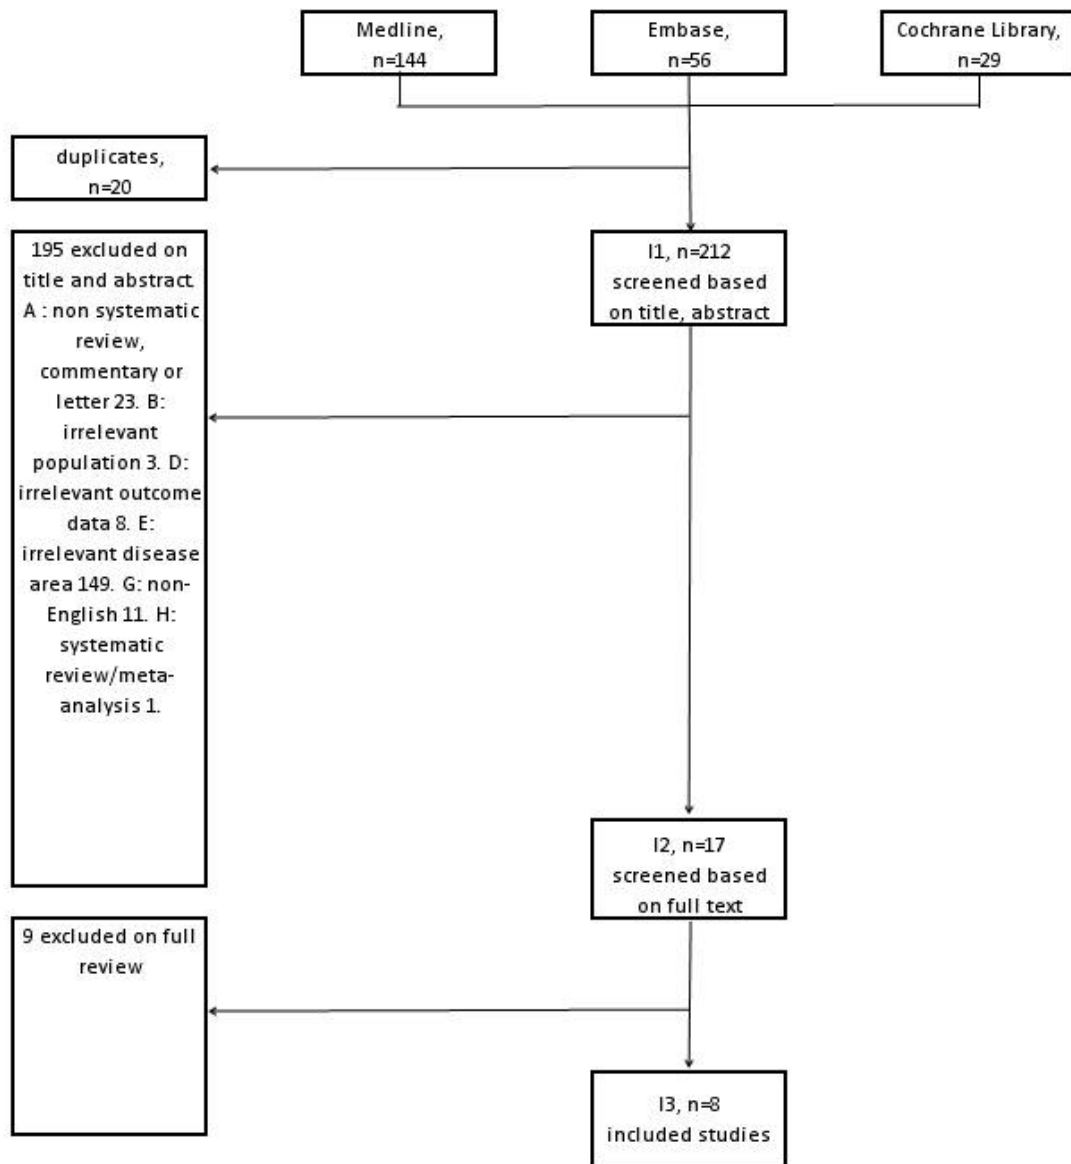 Medline,
n=144
Embase,
n=56
Cochrane Library,
n=29
duplicates,
n=20
195 excluded on
title and abstract.
A : non systematic
review,
commentary or
letter 23. B:
irrelevant
population 3. D:
irrelevant outcome
data 8. E:
irrelevant disease
area 149. G: non-
English 11. H:
systematic
review/meta-
analysis 1.
I1, n=212
screened based
on title, abstract
I2, n=17
screened based
on full text
9 excluded on full
review
I3, n=8
included studies